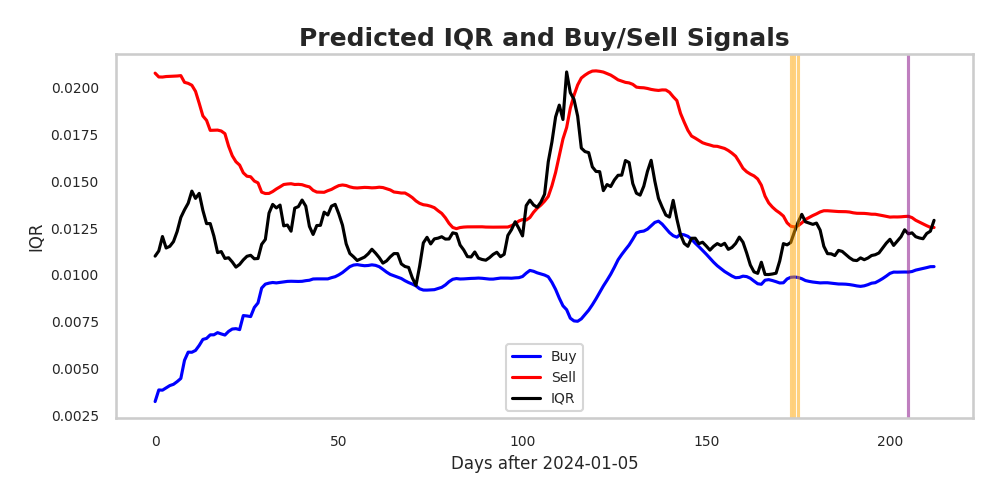 Predicted IQR and Buy/Sell Signals
IQR
0.0200
0.0175
0.0150
0.0125
0.0100
0.0075
0.0050
0.0025
Buy
Sell
IQR
0 50 100 150 200
Days after 2024-01-05